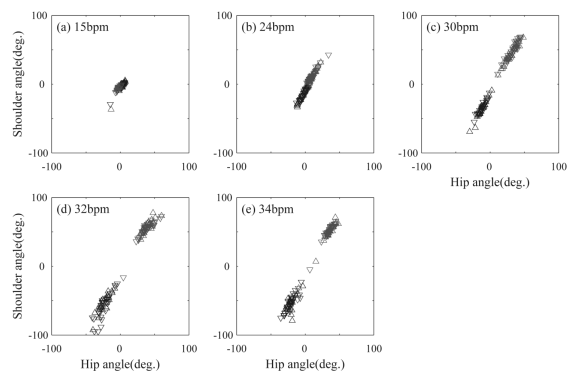 (a) 15bpm
(b) 24bpm
(c) 30bpm
100
0
-100
Shoulder angle(deg.)
-100 0 100
100
0
-100
-100 0 100
100
0
-100
-100 0 100
Hip angle(deg.)
(d) 32bpm
(e) 34bpm
100
0
-100
Shoulder angle(deg.)
-100 0 100
Hip angle(deg.)
100
0
-100
-100 0 100
Hip angle(deg.)